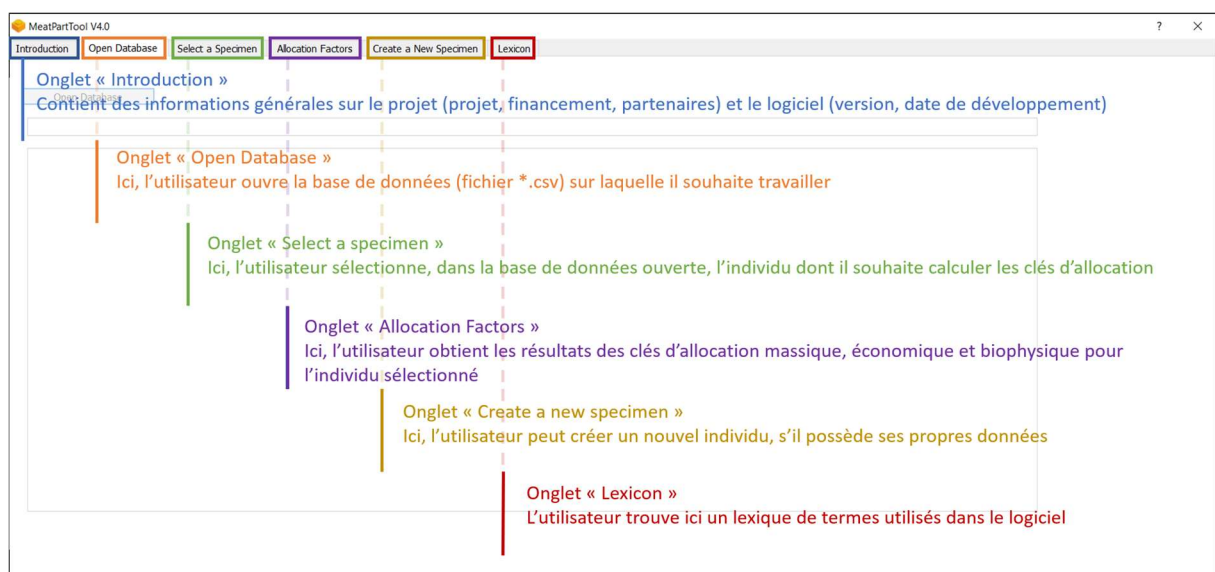 MeatPartTool V4.0
? ×
Introduction Open Database Select a Specimen Allocation Factors Create a New Specimen Lexicon
Onglet « Introduction »
Open Database
Contient des informations générales sur le projet (projet, financement, partenaires) et le logiciel (version, date de développement)
Onglet « Open Database »
Ici, l’utilisateur ouvre la base de données (fichier *.csv) sur laquelle il souhaite travailler
Onglet « Select a specimen »
Ici, l’utilisateur sélectionne, dans la base de données ouverte, l’individu dont il souhaite calculer les clés d’allocation
Onglet « Allocation Factors »
Ici, l’utilisateur obtient les résultats des clés d’allocation massique, économique et biophysique pour
l’individu sélectionné
Onglet « Create a new specimen »
Ici, l’utilisateur peut créer un nouvel individu, s’il possède ses propres données
Onglet « Lexicon »
L’utilisateur trouve ici un lexique de termes utilisés dans le logiciel